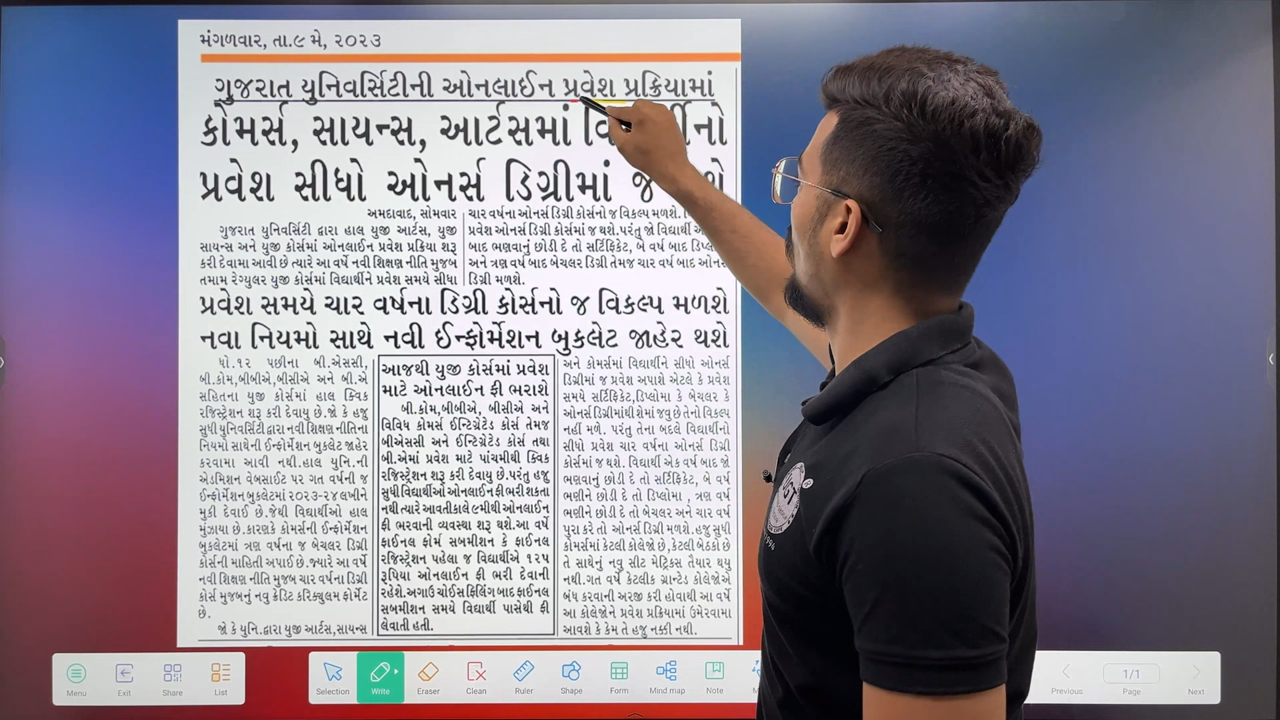 મંગળવાર, તા.૯ મે, ૨૦૨૩
ગુજરાત યુનિવર્સિટીની ઓનલાઈન પ્રવેશ પ્રક્રિયામાં
કોમર્સ, સાયન્સ, આર્ટસમાં
પ્રવેશ સીધો ઓનર્સ ડિગ્રીમાં
અમદાવાદ, સોમવાર
ગુજરાત યુનિવર્સિટી દ્વારા હાલ યુજી આર્ટસ, યુજી
સાયન્સ અને યુજી કોર્સમાં ઓનલાઈન પ્રવેશ પ્રક્રિયા શરૂ
કરી દેવામા આવી છે ત્યારે આ વર્ષે નવી શિક્ષણ નીતિ મુજબ
તમામ રેગ્યુલર યુજી કોર્સમાં વિદ્યાર્થીને પ્રવેશ સમયે સીધા
ચાર વર્ષના ઓનર્સ ડિગ્રી કોર્સનો જ વિકલ્પ મળશે.
પ્રવેશ ઓનર્સ ડિગ્રી કોર્સમાં જ થશે.પરંતુ જો વિદ્યાર્થી
બાદ ભણવાનું છોડી દે તો સર્ટિફિકેટ, બે વર્ષ બાદ
અને ત્રણ વર્ષ બાદ બેચલર ડિગ્રી તેમજ ચાર વર્ષ બાદ
ડિગ્રી મળશે.
પ્રવેશ સમયે ચાર વર્ષના ડિગ્રી કોર્સનો જ વિકલ્પ મળશે
નવા નિયમો સાથે નવી ઈન્ફોર્મેશન બુકલેટ જાહેર થશે
ધો.૧૨ પછીના બી.એસસી,
બી.કોમ,બીબીએ,બીસીએ અને બી.એ
સહિતના યુજી કોર્સમાં હાલ ક્વિક
રજિસ્ટ્રેશન શરૂ કરી દેવાયુ છે.જો કે હજુ
સુધી યુનિવર્સિટી દ્વારા નવી શિક્ષણ નીતિના
નિયમો સાથેની ઈન્ફોર્મેશન બુકલેટ જાહેર
કરવામા આવી નથી.હાલ યુનિ.ની
એડમિશન વેબસાઈટ પર ગત વર્ષની જ
ઈન્ફોર્મેશન બુકલેટમાં ૨૦૨૩-૨૪ લખીને
મુકી દેવાઈ છે.જેથી વિદ્યાર્થીઓ હાલ
મુંઝાયા છે.કારણકે કોમર્સની ઈન્ફોર્મેશન
બુકલેટમાં ત્રણ વર્ષના જ બેચલર ડિગ્રી
કોર્સની માહિતી અપાઈ છે.જ્યારે આ વર્ષે
નવી શિક્ષણ નીતિ મુજબ ચાર વર્ષના ડિગ્રી
કોર્સ મુજબનું નવુ ક્રેડિટ કરિક્યુલમ ફોર્મેટ
છે.
જો કે યુનિ.દ્વારા યુજી આર્ટસ,સાયન્સ
આજથી યુજી કોર્સમાં પ્રવેશ
માટે ઓનલાઈન ફી ભરાશે
બી.કોમ,બીબીએ, બીસીએ અને
વિવિધ કોમર્સ ઈન્ટિગ્રેટેડ કોર્સ તેમજ
બીએસસી અને ઈન્ટિગ્રેટેડ કોર્સ તથા
બી.એમાં પ્રવેશ માટે પાંચમીથી ક્વિક
રજિસ્ટ્રેશન શરૂ કરી દેવાયુ છે.પરંતુ હજુ
સુધી વિદ્યાર્થીઓ ઓનલાઈન ફી ભરી શકતા
નથી ત્યારે આવતીકાલે ૯મીથી ઓનલાઈન
ફી ભરવાની વ્યવસ્થા શરૂ થશે.આ વર્ષે
ફાઈનલ ફોર્મ સબમીશન કે ફાઈનલ
રજિસ્ટ્રેશન પહેલા જ વિદ્યાર્થીએ ૧૨૫
રૂપિયા ઓનલાઈન ફી ભરી દેવાની
રહેશે.અગાઉ ચોઈસ ફિલિંગ બાદ ફાઈનલ
સબમીશન સમયે વિદ્યાર્થી પાસેથી ફી
લેવાતી હતી.
અને કોમર્સમાં વિદ્યાર્થીને સીધો ઓનર્સ
ડિગ્રીમાં જ પ્રવેશ અપાશે એટલે કે પ્રવેશ
સમયે સર્ટિફિકેટ,ડિપ્લોમા કે બેચલર કે
ઓનર્સ ડિગ્રીમાંથી શેમાં જવુ છે તેનો વિકલ્પ
નહીં મળે. પરંતુ તેના બદલે વિદ્યાર્થીનો
સીધો પ્રવેશ ચાર વર્ષના ઓનર્સ ડિગ્રી
કોર્સમાં જ થશે. વિદ્યાર્થી એક વર્ષ બાદ જો
ભણવાનું છોડી દે તો સર્ટિફિકેટ, બે વર્ષ
ભણીને છોડી દે તો ડિપ્લોમા , ત્રણ વર્ષ
ભણીને છોડી દે તો બેચલર અને ચાર વર્ષ
પુરા કરે તો ઓનર્સ ડિગ્રી મળશે.હજુ સુધી
કોમર્સમાં કેટલી કોલેજો છે ,કેટલી બેઠકો છે
તે સાથેનું નવુ સીટ મેટ્રિક્સ તૈયાર થયુ
નથી.ગત વર્ષે કેટલીક ગ્રાન્ટેડ કોલેજોએ
બંધ કરવાની અરજી કરી હોવાથી આ વર્ષે
આ કોલેજોને પ્રવેશ પ્રક્રિયામાં ઉમેરવામા
આવશે કે કેમ તે હજુ નક્કી નથી.
Menu
Exit
Share
List
Selection
Write
Eraser
Clean
Ruler
Shape
Form
Mind map
Note
Previous
1/1
Page
Next